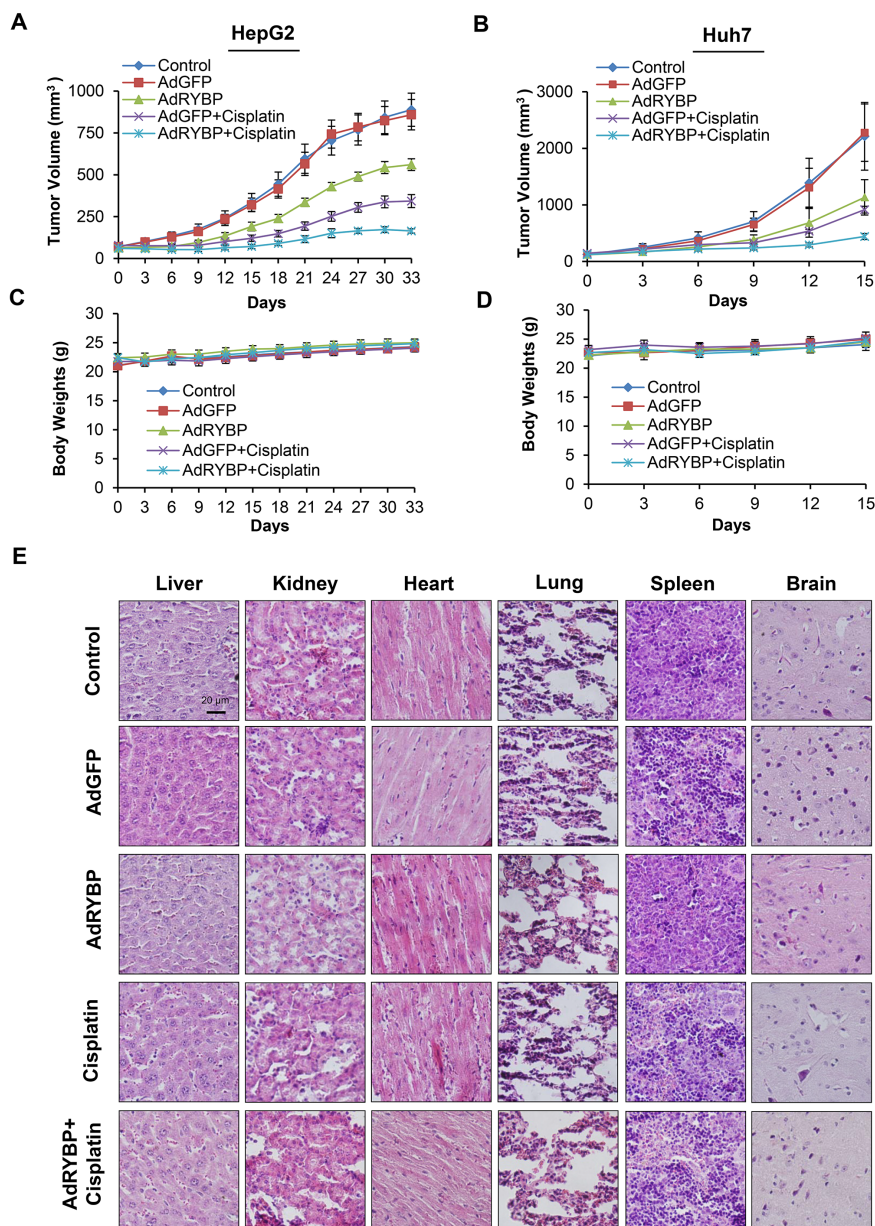 A
HepG2
Control
AdGFP
AdRYBP
AdGFP+Cisplatin
AdRYBP+Cisplatin
Tumor Volume (mm³)
1000
750
500
250
0
0 3 6 9 12 15 18 21 24 27 30 33
Days
B
Huh7
Control
AdGFP
AdRYBP
AdGFP+Cisplatin
AdRYBP+Cisplatin
Tumor Volume (mm³)
3000
2000
1000
0
0 3 6 9 12 15
Days
C
Body Weights (g)
30
25
20
15
10
5
0
Control
AdGFP
AdRYBP
AdGFP+Cisplatin
AdRYBP+Cisplatin
0 3 6 9 12 15 18 21 24 27 30 33
Days
D
Body Weights (g)
30
25
20
15
10
5
0
Control
AdGFP
AdRYBP
AdGFP+Cisplatin
AdRYBP+Cisplatin
0 3 6 9 12 15
Days
E
Liver Kidney Heart Lung Spleen Brain
Control
20 μm
AdGFP
AdRYBP
Cisplatin
AdRYBP+
Cisplatin